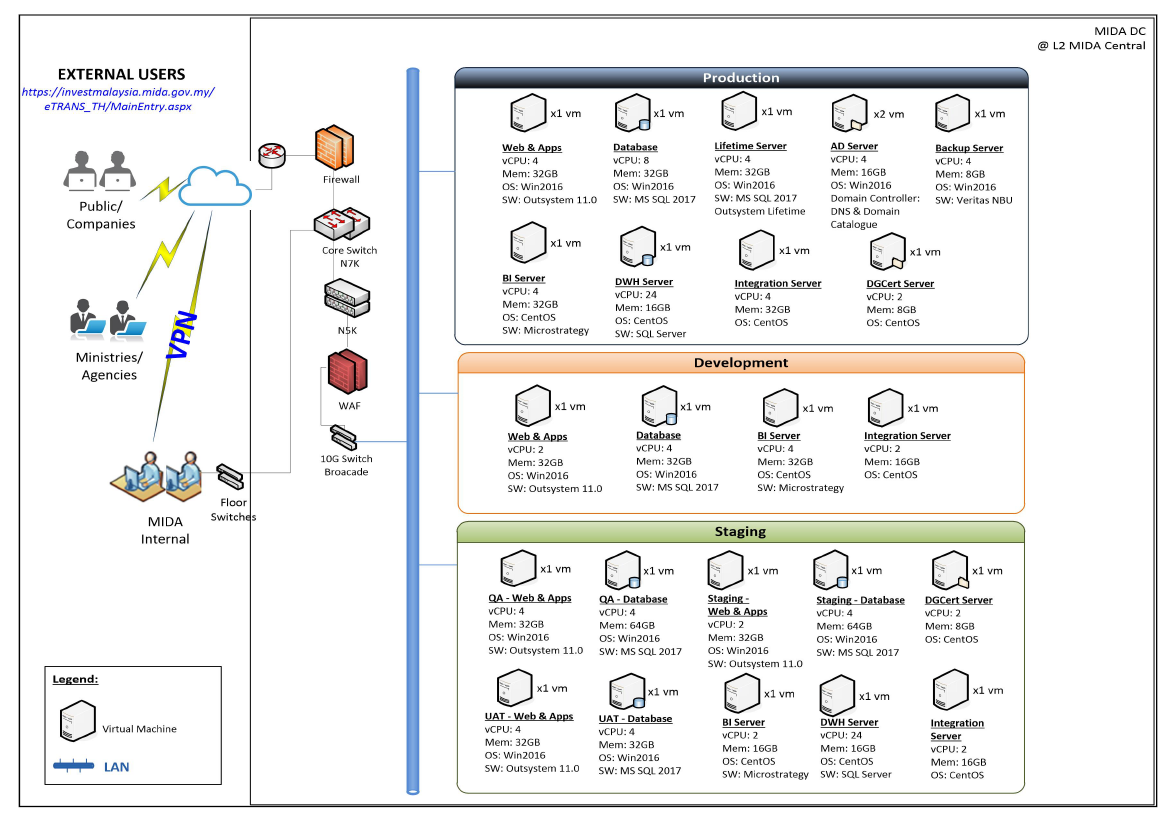 MIDA DC
@ L2 MIDA Central
EXTERNAL USERS
https://investmalaysia.mida.gov.my/
eTRANS_TH/MainEntry.aspx
Public/
Companies
Ministries/
Agencies
VPN
MIDA
Internal
Floor
Switches
Firewall
Core Switch
N7K
N5K
WAF
10G Switch
Broacade
Legend:
Virtual Machine
LAN
Production
x1 vm
Web & Apps
vCPU: 4
Mem: 32GB
OS: Win2016
SW: Outsystem 11.0
x1 vm
Database
vCPU: 8
Mem: 32GB
OS: Win2016
SW: MS SQL 2017
x1 vm
Lifetime Server
vCPU: 4
Mem: 32GB
OS: Win2016
SW: MS SQL 2017
Outsystem Lifetime
x2 vm
AD Server
vCPU: 4
Mem: 16GB
OS: Win2016
Domain Controller:
DNS & Domain
Catalogue
x1 vm
Backup Server
vCPU: 4
Mem: 8GB
OS: Win2016
SW: Veritas NBU
x1 vm
BI Server
vCPU: 4
Mem: 32GB
OS: CentOS
SW: Microstrategy
x1 vm
DWH Server
vCPU: 24
Mem: 16GB
OS: CentOS
SW: SQL Server
x1 vm
Integration Server
vCPU: 4
Mem: 32GB
OS: CentOS
x1 vm
DGCert Server
vCPU: 2
Mem: 8GB
OS: CentOS
Development
x1 vm
Web & Apps
vCPU: 2
Mem: 32GB
OS: Win2016
SW: Outsystem 11.0
x1 vm
Database
vCPU: 4
Mem: 32GB
OS: Win2016
SW: MS SQL 2017
x1 vm
BI Server
vCPU: 4
Mem: 32GB
OS: CentOS
SW: Microstrategy
x1 vm
Integration Server
vCPU: 2
Mem: 16GB
OS: CentOS
Staging
x1 vm
QA - Web & Apps
vCPU: 4
Mem: 32GB
OS: Win2016
SW: Outsystem 11.0
x1 vm
QA - Database
vCPU: 4
Mem: 64GB
OS: Win2016
SW: MS SQL 2017
x1 vm
Staging -
Web & Apps
vCPU: 2
Mem: 32GB
OS: Win2016
SW: Outsystem 11.0
x1 vm
Staging - Database
vCPU: 4
Mem: 64GB
OS: Win2016
SW: MS SQL 2017
x1 vm
DGCert Server
vCPU: 2
Mem: 8GB
OS: CentOS
x1 vm
UAT - Web & Apps
vCPU: 4
Mem: 32GB
OS: Win2016
SW: Outsystem 11.0
x1 vm
UAT - Database
vCPU: 4
Mem: 32GB
OS: Win2016
SW: MS SQL 2017
x1 vm
BI Server
vCPU: 2
Mem: 16GB
OS: CentOS
SW: Microstrategy
x1 vm
DWH Server
vCPU: 24
Mem: 16GB
OS: CentOS
SW: SQL Server
x1 vm
Integration
Server
vCPU: 2
Mem: 16GB
OS: CentOS